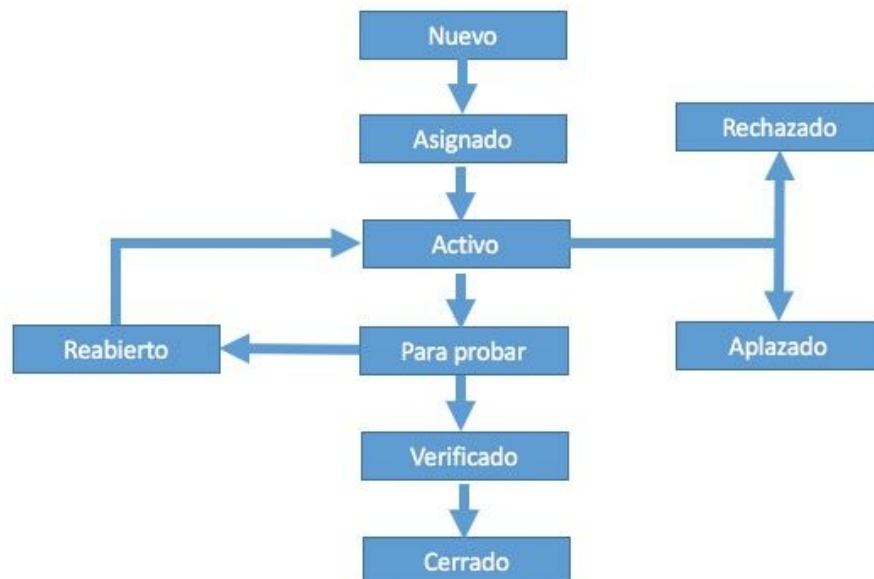 Nuevo
Asignado
Rechazado
Activo
Reabierto
Para probar
Aplazado
Verificado
Cerrado